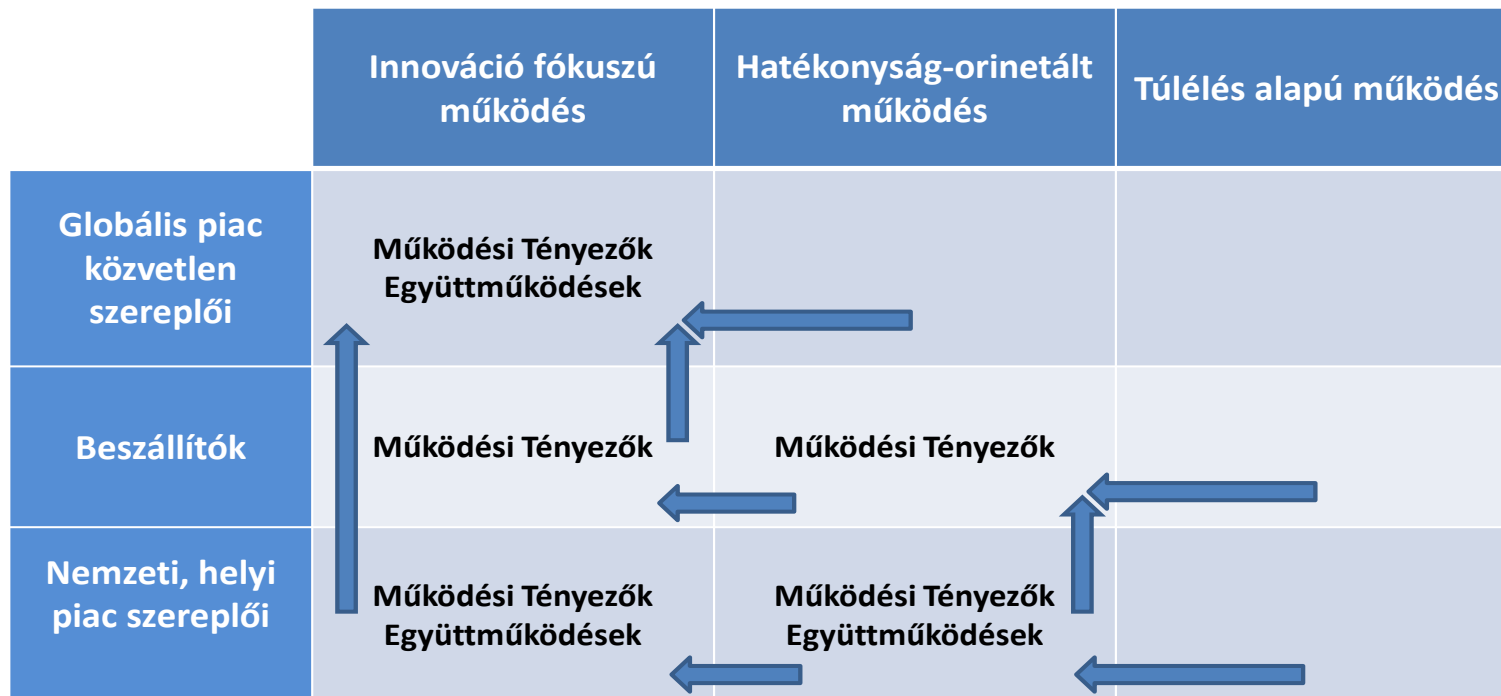 Innováció fókuszú
működés
Hatékonyság-orinetált
működés
Túlélés alapú működés
Globális piac
közvetlen
szereplői
Működési Tényezők
Együttműködések
Beszállítók
Működési Tényezők
Működési Tényezők
Nemzeti, helyi
piac szereplői
Működési Tényezők
Együttműködések
Működési Tényezők
Együttműködések